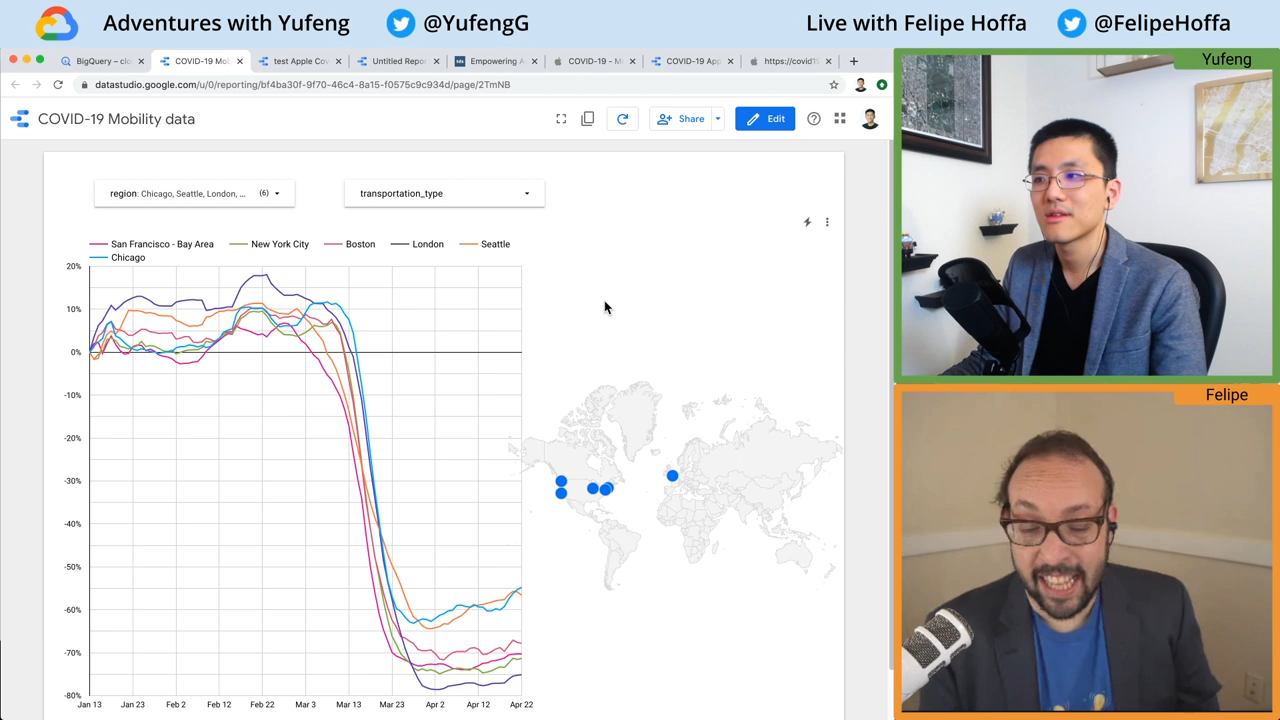 Adventures with Yufeng @YufengG Live with Felipe Hoffa @FelipeHoffa
BigQuery – clo COVID-19 Mob test Apple Cov Untitled Repor Empowering A COVID-19 - M COVID-19 App https://covid1
datastudio.google.com/u/0/reporting/bf4ba30f-9f70-46c4-8a15-f0575c9c934d/page/2TmNB
COVID-19 Mobility data
Share
Edit
region: Chicago, Seattle, London, ... (6)
transportation_type
San Francisco - Bay Area New York City Boston London Seattle
Chicago
20%
10%
0%
-10%
-20%
-30%
-40%
-50%
-60%
-70%
-80%
Jan 13 Jan 23 Feb 2 Feb 12 Feb 22 Mar 3 Mar 13 Mar 23 Apr 2 Apr 12 Apr 22
Yufeng
Felipe